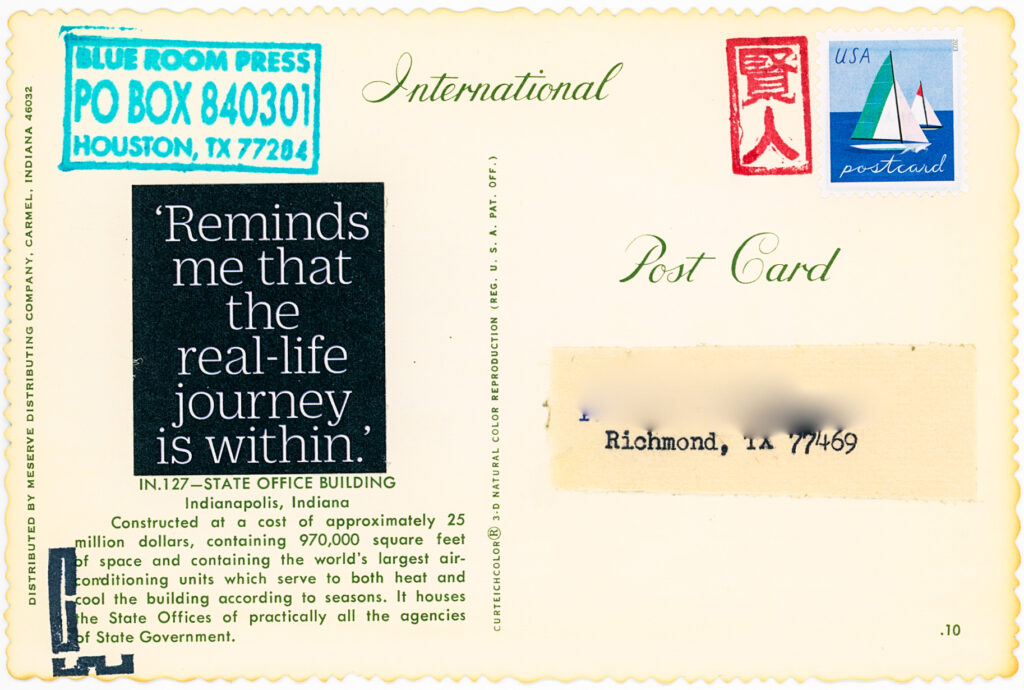 BLUE ROOM PRESS
PO BOX 840301
HOUSTON, TX 77284
International
賢人
USA
2023
postcard
DISTRIBUTED BY MESERVE DISTRIBUTING COMPANY, CARMEL, INDIANA 46032
‘Reminds
me that
the
real-life
journey
is within.’
IN.127—STATE OFFICE BUILDING
Indianapolis, Indiana
Constructed at a cost of approximately 25
million dollars, containing 970,000 square feet
of space and containing the world's largest air-
conditioning units which serve to both heat and
cool the building according to seasons. It houses
the State Offices of practically all the agencies
of State Government.
CURTEICHCOLOR® 3-D NATURAL COLOR REPRODUCTION (REG. U. S. A. PAT. OFF.)
Post Card
Richmond, TX 77469
.10